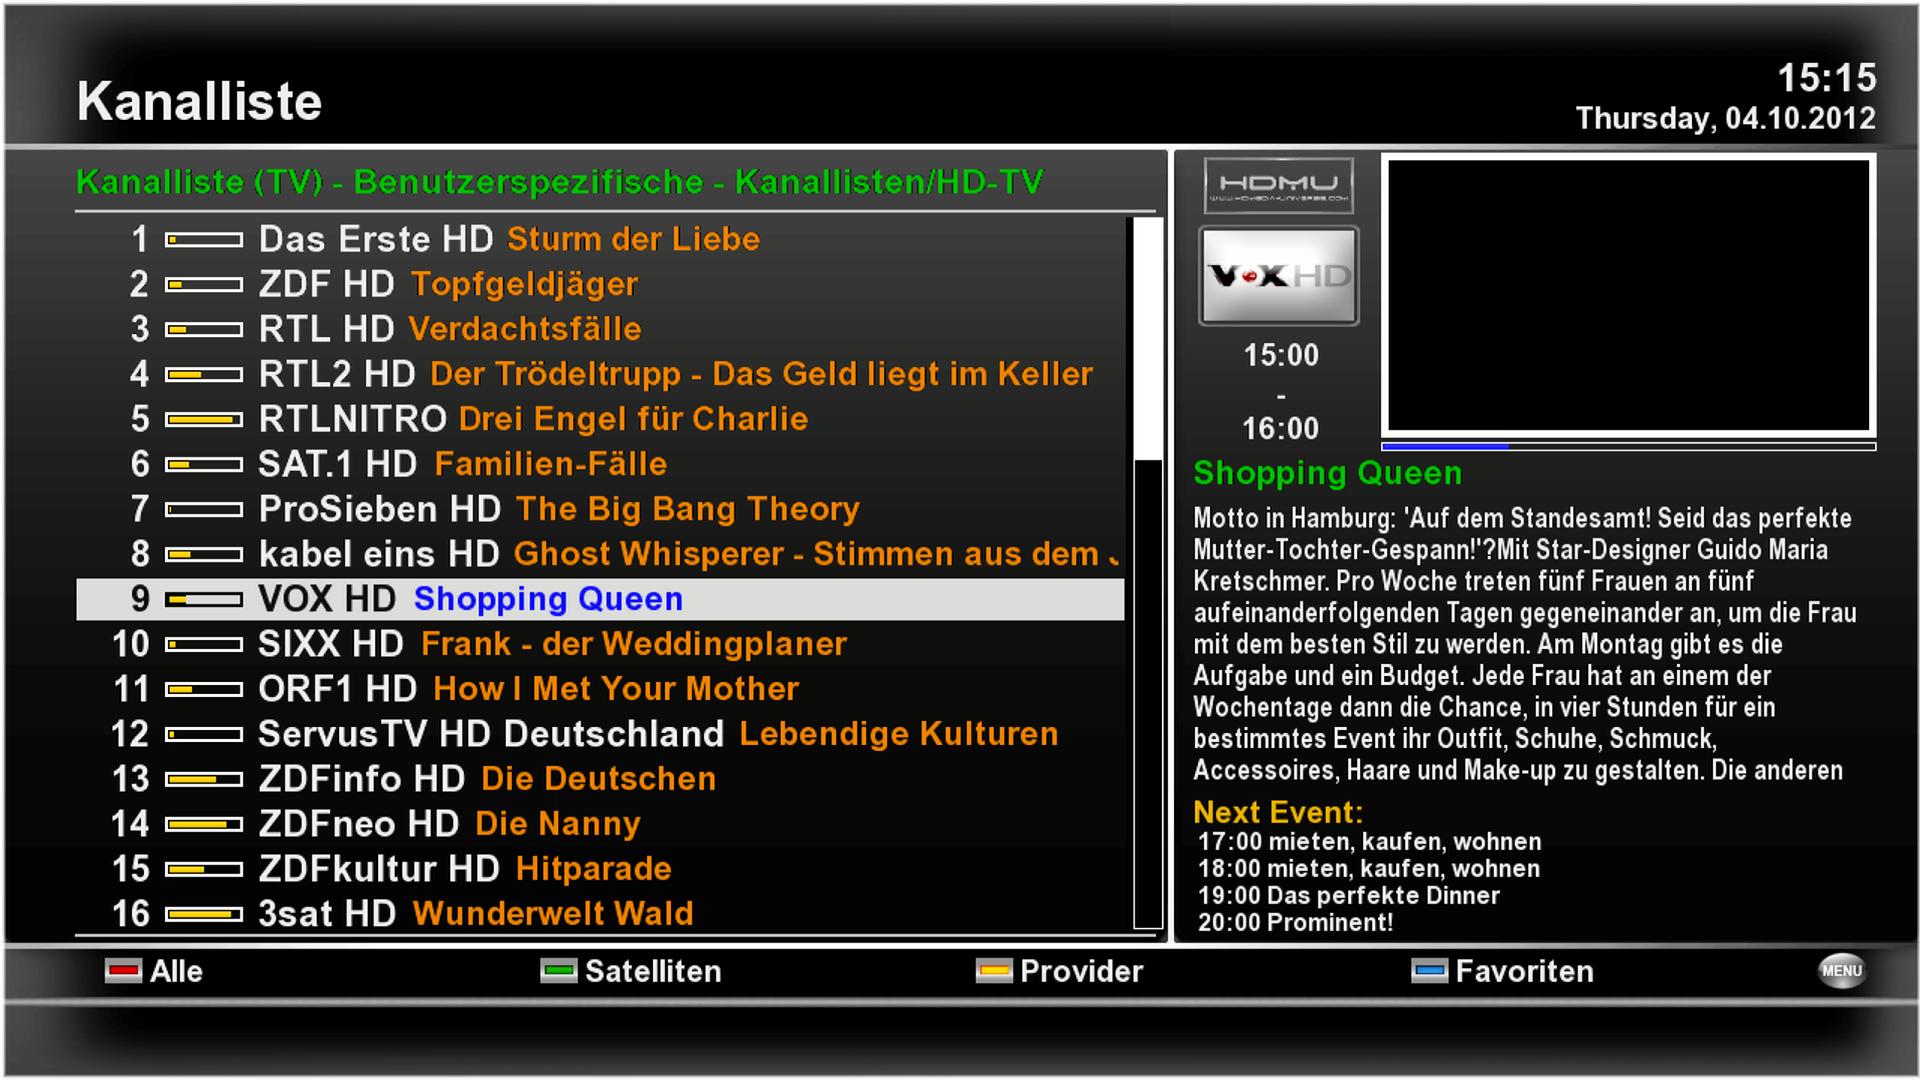 Kanalliste
15:15
Thursday, 04.10.2012
Kanalliste (TV) - Benutzerspezifische - Kanallisten/HD-TV
1 Das Erste HD Sturm der Liebe
2 ZDF HD Topfgeldjäger
3 RTL HD Verdachtsfälle
4 RTL2 HD Der Trödeltrupp - Das Geld liegt im Keller
5 RTLNITRO Drei Engel für Charlie
6 SAT.1 HD Familien-Fälle
7 ProSieben HD The Big Bang Theory
8 kabel eins HD Ghost Whisperer - Stimmen aus dem
9 VOX HD Shopping Queen
10 SIXX HD Frank - der Weddingplaner
11 ORF1 HD How I Met Your Mother
12 ServusTV HD Deutschland Lebendige Kulturen
13 ZDFinfo HD Die Deutschen
14 ZDFneo HD Die Nanny
15 ZDFkultur HD Hitparade
16 3sat HD Wunderwelt Wald
HDMU
VOX HD
15:00
-
16:00
Shopping Queen
Motto in Hamburg: 'Auf dem Standesamt! Seid das perfekte
Mutter-Tochter-Gespann!'?Mit Star-Designer Guido Maria
Kretschmer. Pro Woche treten fünf Frauen an fünf
aufeinanderfolgenden Tagen gegeneinander an, um die Frau
mit dem besten Stil zu werden. Am Montag gibt es die
Aufgabe und ein Budget. Jede Frau hat an einem der
Wochentage dann die Chance, in vier Stunden für ein
bestimmtes Event ihr Outfit, Schuhe, Schmuck,
Accessoires, Haare und Make-up zu gestalten. Die anderen
Next Event:
17:00 mieten, kaufen, wohnen
18:00 mieten, kaufen, wohnen
19:00 Das perfekte Dinner
20:00 Prominent!
Alle
Satelliten
Provider
Favoriten
MENU